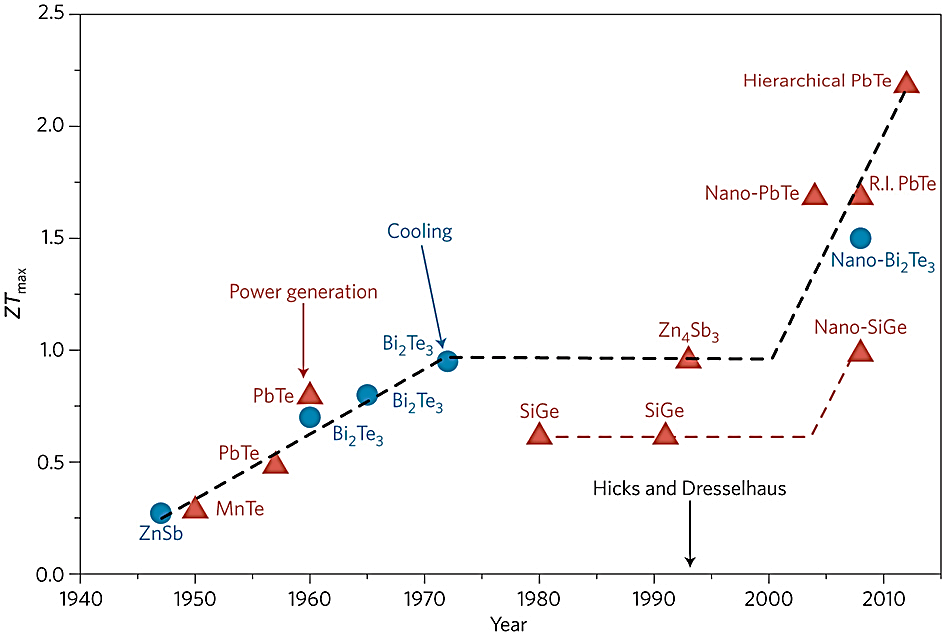 2.5
Hierarchical PbTe
2.0
Nano-PbTe
R.I. PbTe
Cooling
1.5
Nano-Bi₂Te₃
Power generation
ZTmax
Nano-SiGe
Zn₄Sb₃
Bi₂Te₃
1.0
PbTe
Bi₂Te₃
SiGe
SiGe
Bi₂Te₃
PbTe
0.5
Hicks and Dresselhaus
MnTe
ZnSb
0.0
1940 1950 1960 1970 1980 1990 2000 2010
Year